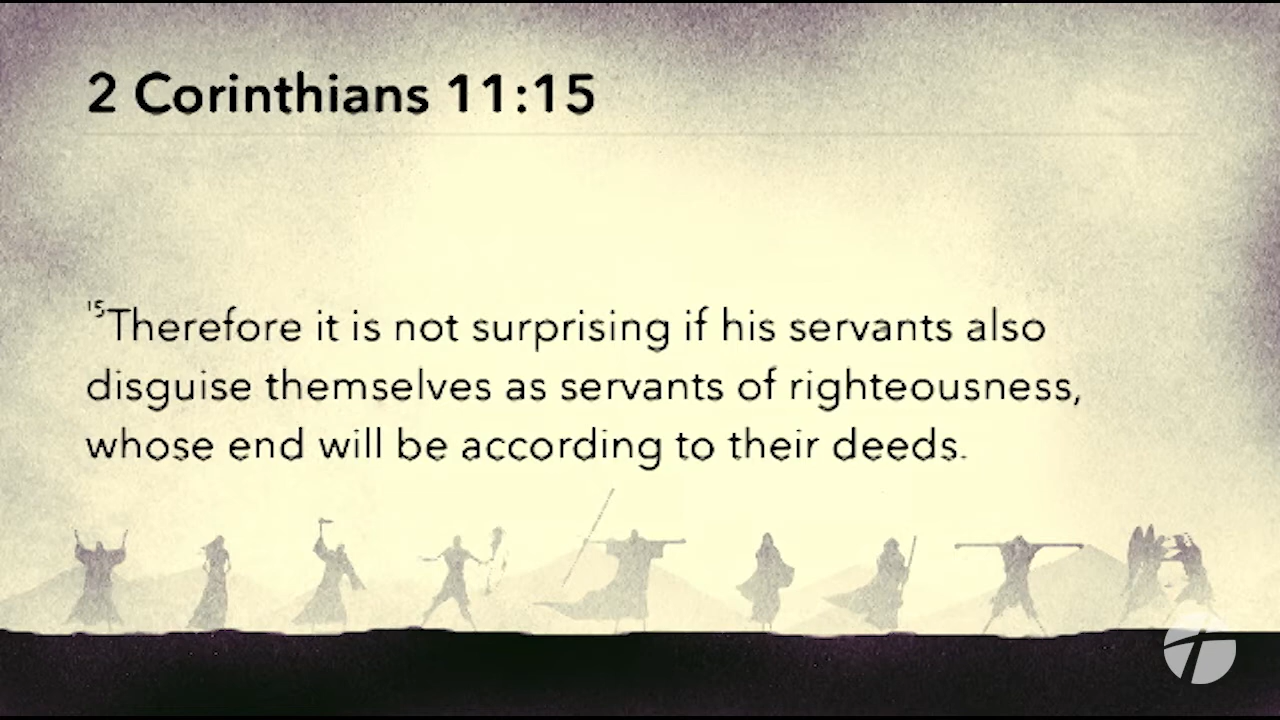 2 Corinthians 11:15
15Therefore it is not surprising if his servants also
disguise themselves as servants of righteousness,
whose end will be according to their deeds.